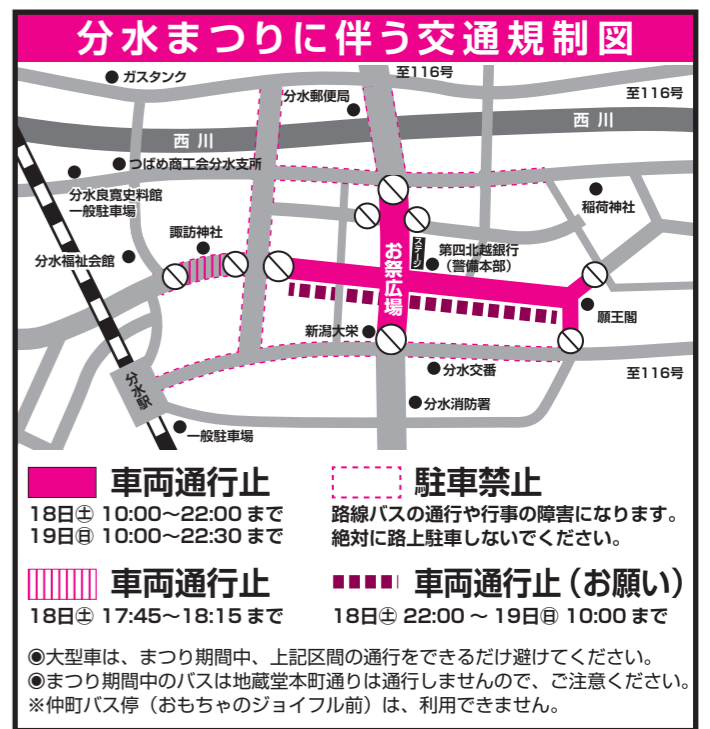 分水まつりに伴う交通規制図
ガスタンク
至116号
分水郵便局
至116号
西川
西川
つばめ商工会分水支所
分水良寛史料館
一般駐車場
稲荷神社
諏訪神社
お祭広場
ステージ
第四北越銀行
（警備本部）
分水福祉会館
願王閣
新潟大栄
分水交番
至116号
分水駅
分水消防署
一般駐車場
車両通行止
18日㊏ 10:00～22:00 まで
19日㊐ 10:00～22:30 まで
駐車禁止
路線バスの通行や行事の障害になります。
絶対に路上駐車しないでください。
車両通行止
18日㊏ 17:45～18:15 まで
車両通行止（お願い）
18日㊏ 22:00 ～ 19日㊐ 10:00 まで
◉大型車は、まつり期間中、上記区間の通行をできるだけ避けてください。
◉まつり期間中のバスは地蔵堂本町通りは通行しませんので、ご注意ください。
※仲町バス停（おもちゃのジョイフル前）は、利用できません。